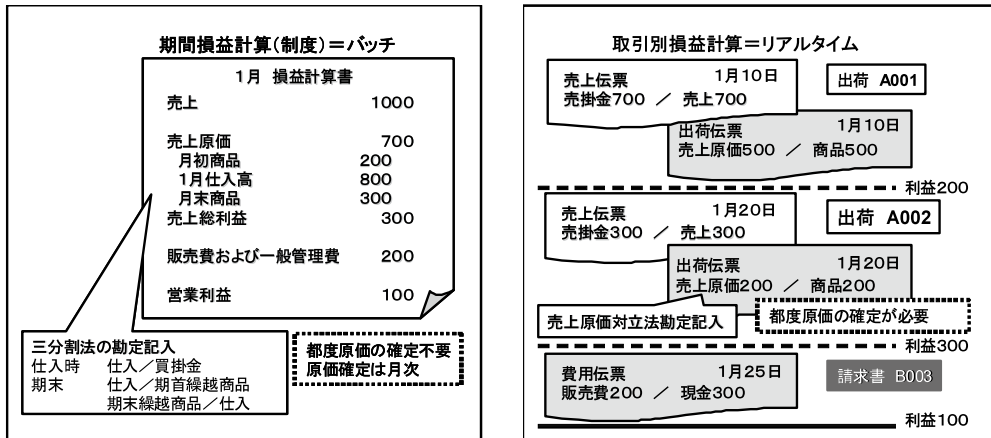 期間損益計算（制度）＝バッチ
1月 損益計算書
売上 1000
売上原価 700
月初商品 200
1月仕入高 800
月末商品 300
売上総利益 300
販売費および一般管理費 200
営業利益 100
三分割法の勘定記入
仕入時 仕入／買掛金
期末 仕入／期首繰越商品
期末繰越商品／仕入
都度原価の確定不要
原価確定は月次
取引別損益計算＝リアルタイム
売上伝票 1月10日
売掛金700 ／ 売上700
出荷 A001
出荷伝票 1月10日
売上原価500 ／ 商品500
利益200
売上伝票 1月20日
売掛金300 ／ 売上300
出荷 A002
出荷伝票 1月20日
売上原価200 ／ 商品200
売上原価対立法勘定記入
都度原価の確定が必要
利益300
費用伝票 1月25日
販売費200 ／ 現金300
請求書 B003
利益100